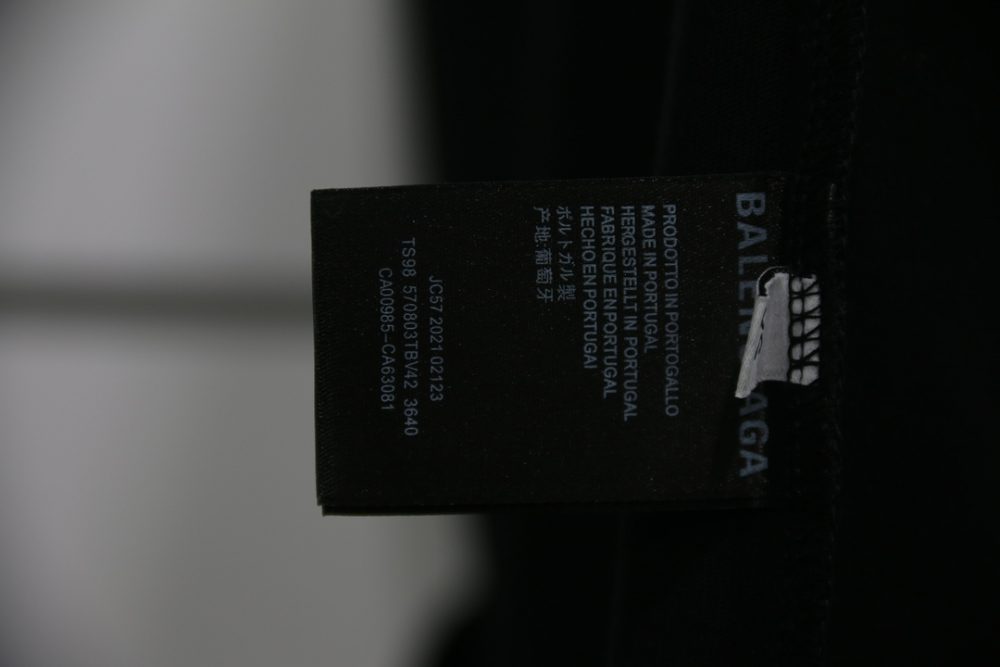 BALENCIAGA
PRODOTTO IN PORTOGALLO
MADE IN PORTUGAL
HERGESTELLT IN PORTUGAL
FABRIQUE EN PORTUGAL
HECHO EN PORTUGAl
ポルトガル製
产地:葡萄牙
JC57 2021 02123
TS98 570803TBV42 3640
CA00985-CA63081